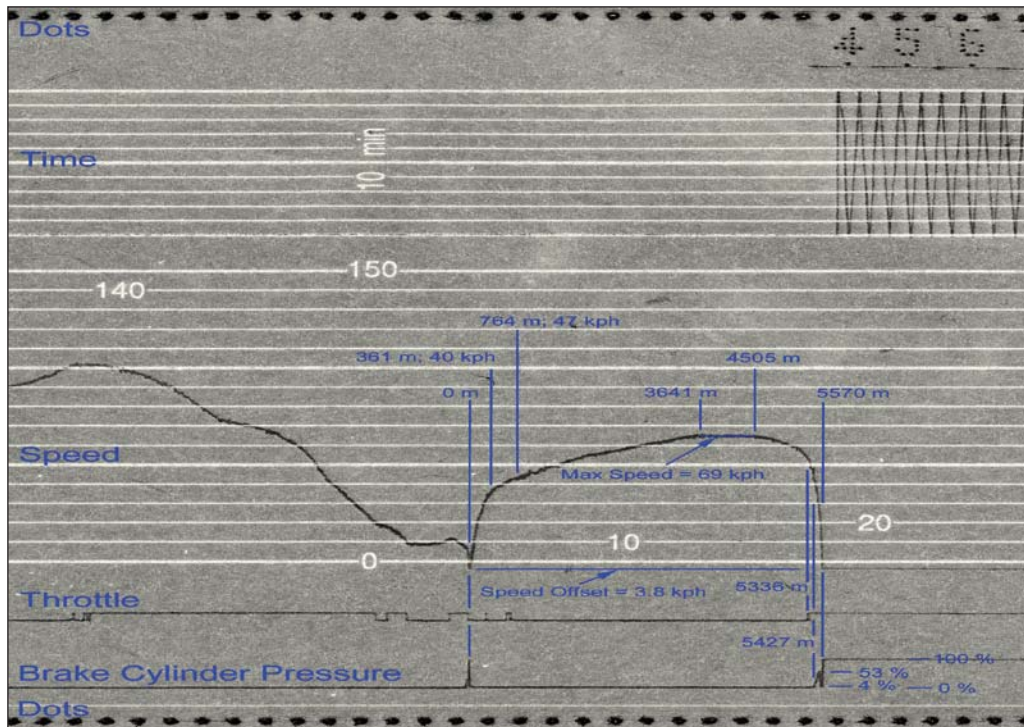 Dots
4 5 6
Time
10 min
150
140
764 m; 47 kph
361 m; 40 kph
4505 m
0 m
3641 m
5570 m
Speed
Max Speed = 69 kph
20
10
0
Speed Offset = 3.8 kph
5336 m
Throttle
5427 m
100 %
Brake Cylinder Pressure
53 %
4 %
0 %
Dots